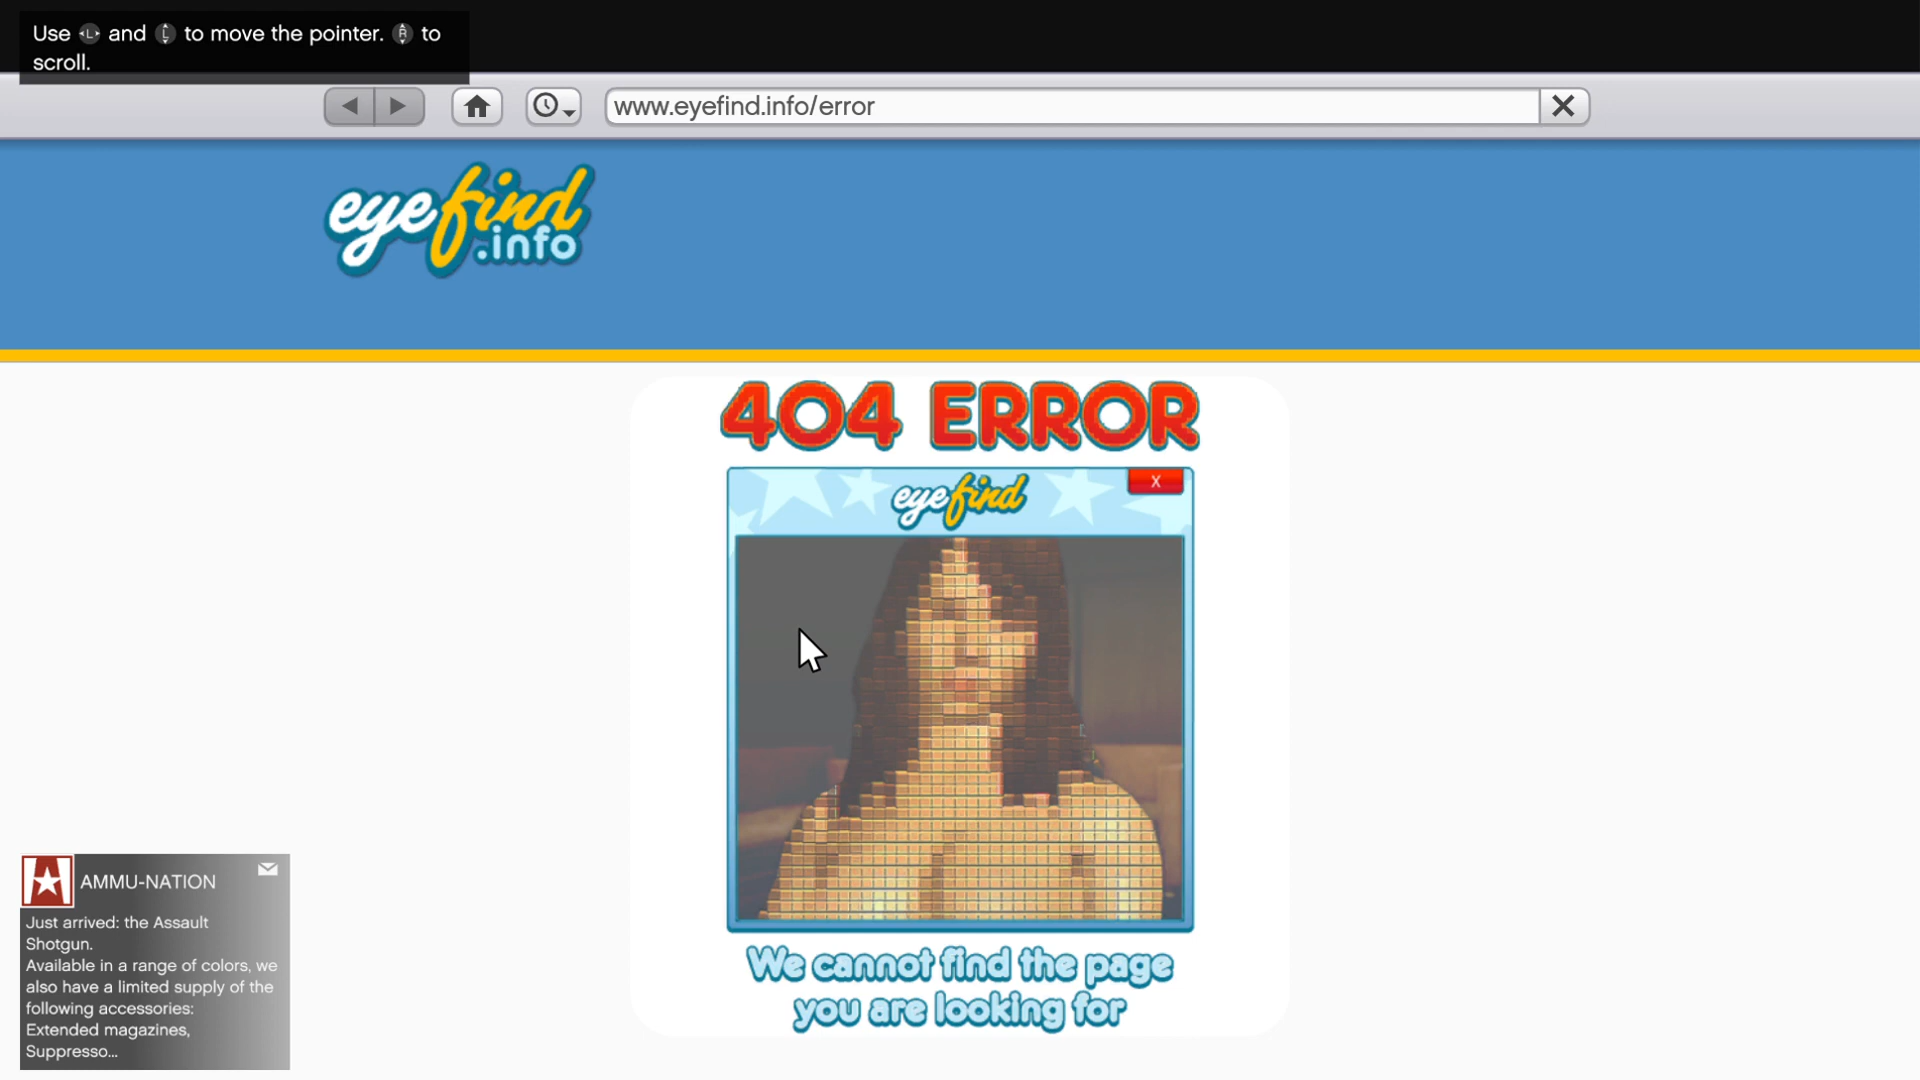 Use L and L to move the pointer. R to
scroll.
www.eyefind.info/error
eyefind
.info
404 ERROR
eyefind
X
We cannot find the page
you are looking for
AMMU-NATION
Just arrived: the Assault
Shotgun.
Available in a range of colors, we
also have a limited supply of the
following accessories:
Extended magazines,
Suppresso...